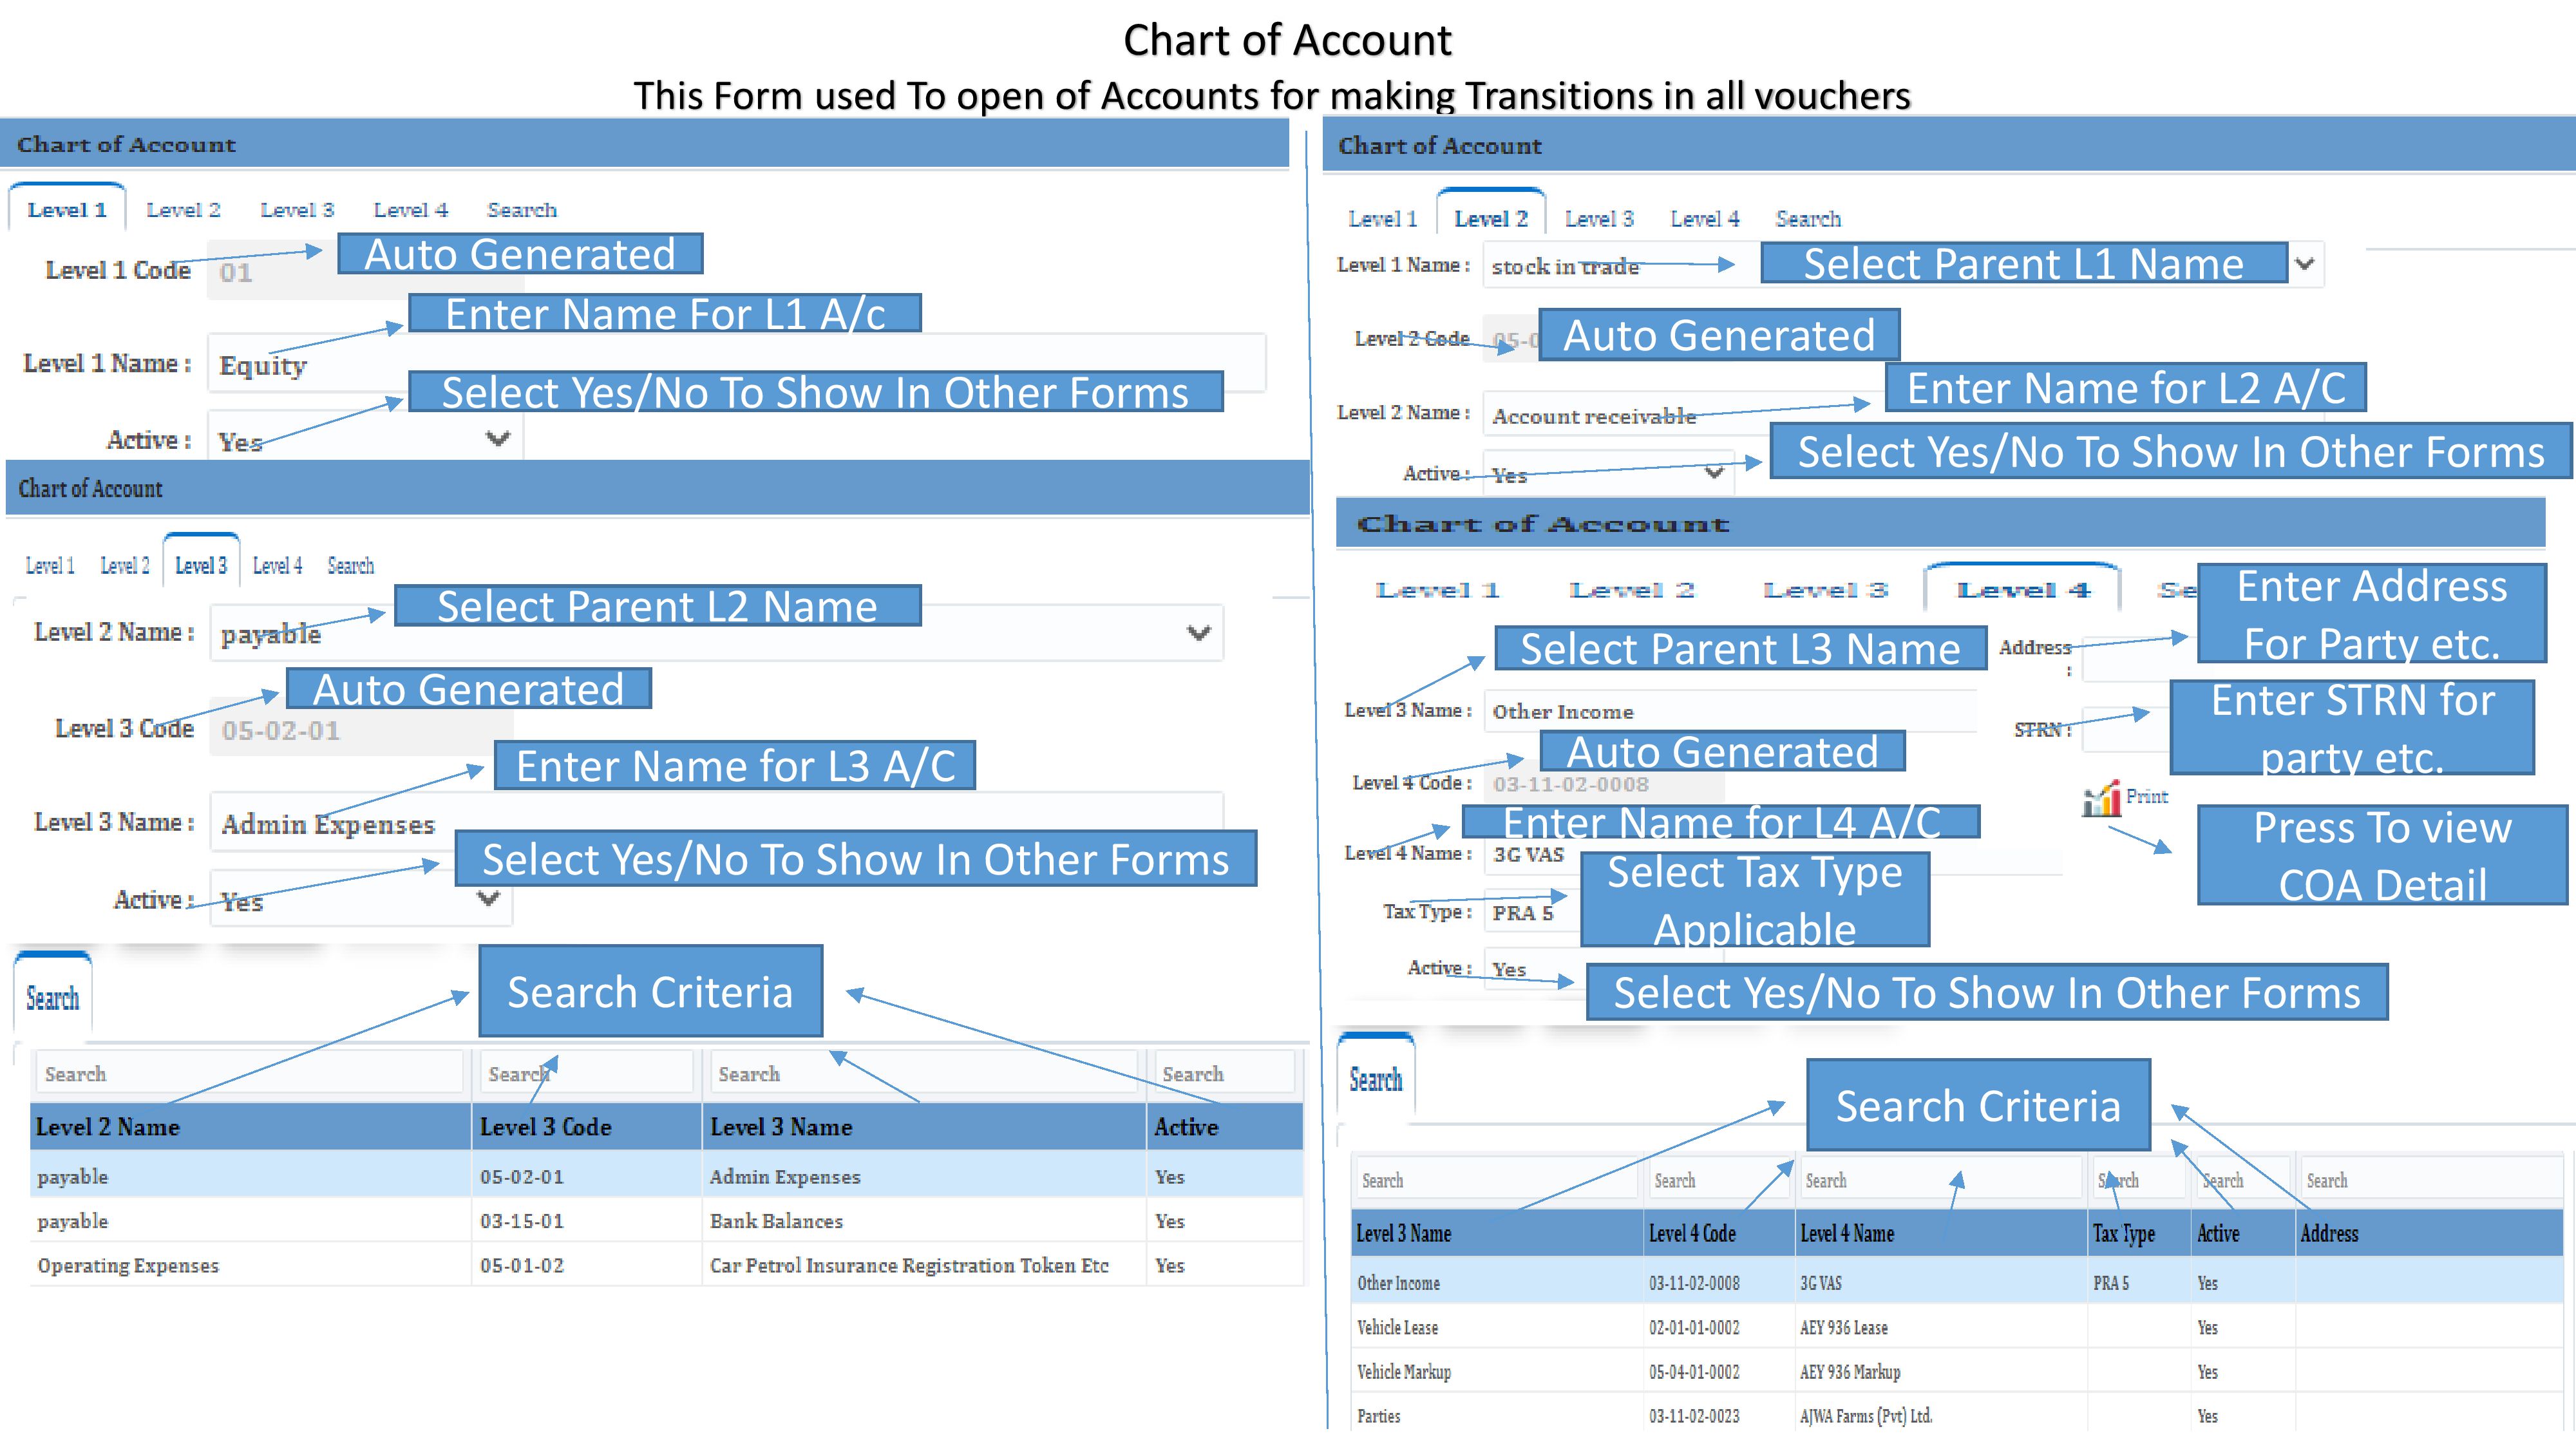 Chart of Account
This Form used To open of Accounts for making Transitions in all vouchers
Chart of Account
Level 1 Level 2 Level 3 Level 4 Search
Level 1 Code 01 Auto Generated
Enter Name For L1 A/c
Level 1 Name : Equity
Select Yes/No To Show In Other Forms
Active : Yes
Chart of Account
Level 1 Level 2 Level 3 Level 4 Search
Select Parent L2 Name
Level 2 Name : payable
Auto Generated
Level 3 Code 05-02-01
Enter Name for L3 A/C
Level 3 Name : Admin Expenses
Select Yes/No To Show In Other Forms
Active : Yes
Search
Search Criteria
Search Search Search Search
Level 2 Name Level 3 Code Level 3 Name Active
payable 05-02-01 Admin Expenses Yes
payable 03-15-01 Bank Balances Yes
Operating Expenses 05-01-02 Car Petrol Insurance Registration Token Etc Yes
Chart of Account
Level 1 Level 2 Level 3 Level 4 Search
Level 1 Name : stock in trade Select Parent L1 Name
Level 2 Code 05-0 Auto Generated
Enter Name for L2 A/C
Level 2 Name : Account receivable
Select Yes/No To Show In Other Forms
Active : Yes
Chart of Account
Level 1 Level 2 Level 3 Level 4 Se
Enter Address
For Party etc.
Select Parent L3 Name
Address
:
Level 3 Name : Other Income
Enter STRN for
party etc.
STRN :
Auto Generated
Level 4 Code : 03-11-02-0008
Print
Enter Name for L4 A/C
Level 4 Name : 3G VAS
Press To view
COA Detail
Select Tax Type
Applicable
Tax Type : PRA 5
Active : Yes
Select Yes/No To Show In Other Forms
Search
Search Criteria
Search Search Search Search Search Search
Level 3 Name Level 4 Code Level 4 Name Tax Type Active Address
Other Income 03-11-02-0008 3G VAS PRA 5 Yes
Vehicle Lease 02-01-01-0002 AEY 936 Lease Yes
Vehicle Markup 05-04-01-0002 AEY 936 Markup Yes
Parties 03-11-02-0023 AJWA Farms (Pvt) Ltd. Yes